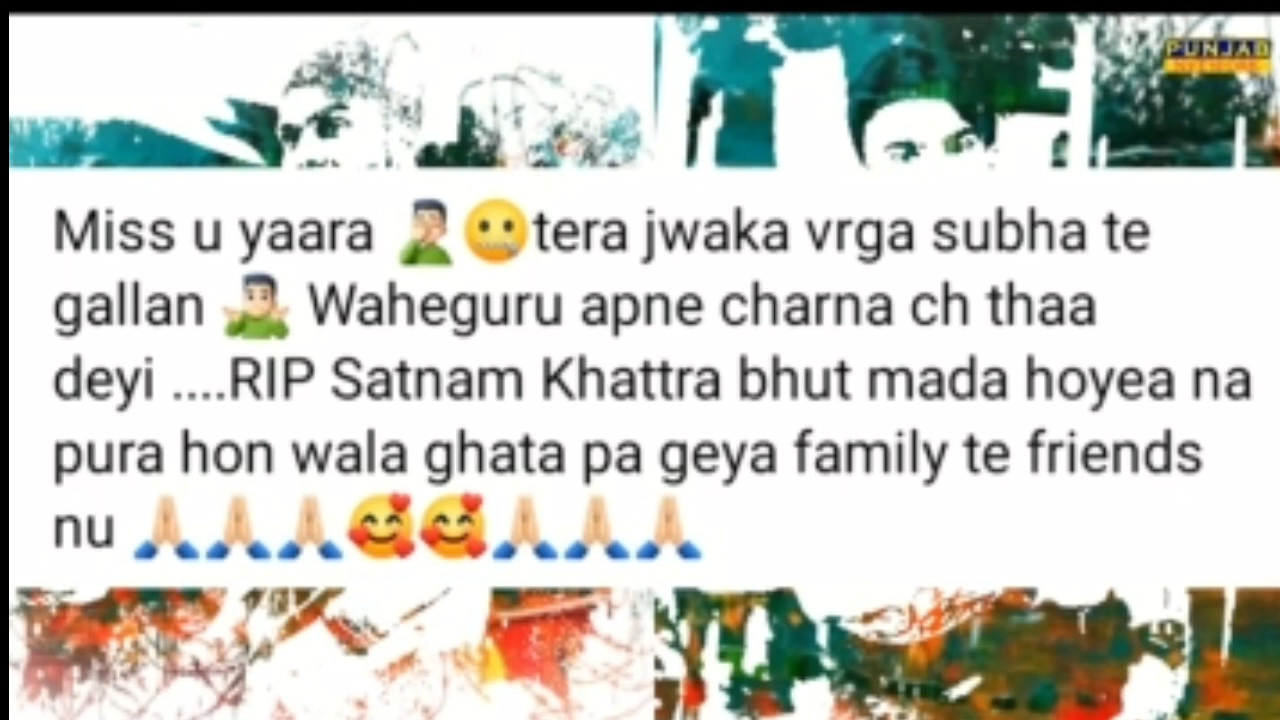 PUNJAB
Miss u yaara 🤦🏻‍♂️🤐tera jwaka vrga subha te
gallan 🤷🏻‍♂️ Waheguru apne charna ch thaa
deyi ....RIP Satnam Khattra bhut mada hoyea na
pura hon wala ghata pa geya family te friends
nu 🙏🏻🙏🏻🙏🏻🥰🥰🙏🏻🙏🏻🙏🏻